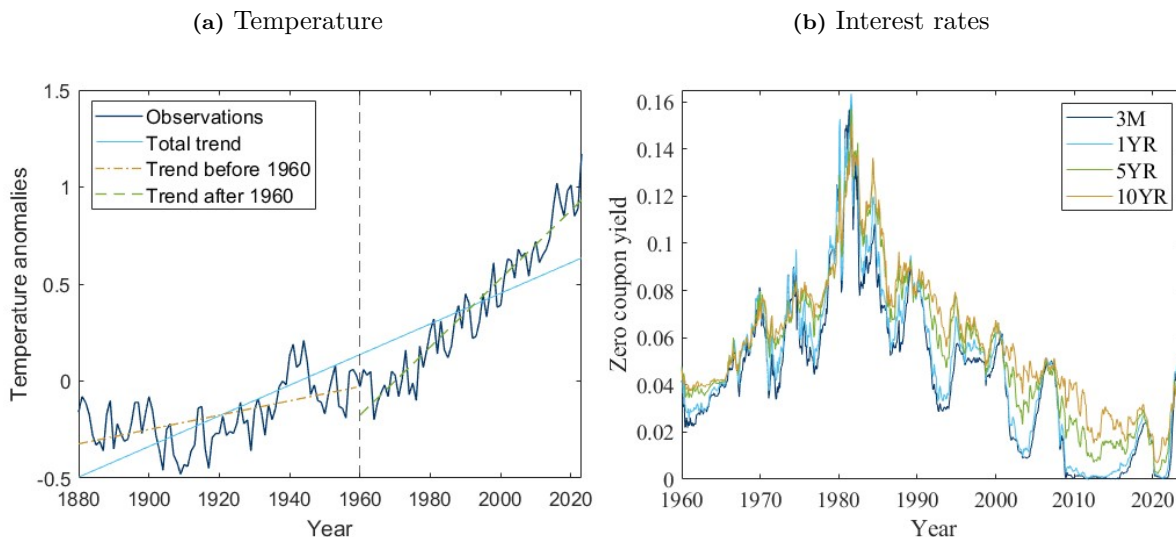 (a) Temperature
1.5
1
0.5
0
-0.5
Temperature anomalies
Observations
Total trend
Trend before 1960
Trend after 1960
1880 1900 1920 1940 1960 1980 2000 2020
Year
(b) Interest rates
0.16
0.14
0.12
0.1
0.08
0.06
0.04
0.02
0
Zero coupon yield
3M
1YR
5YR
10YR
1960 1970 1980 1990 2000 2010 2020
Year